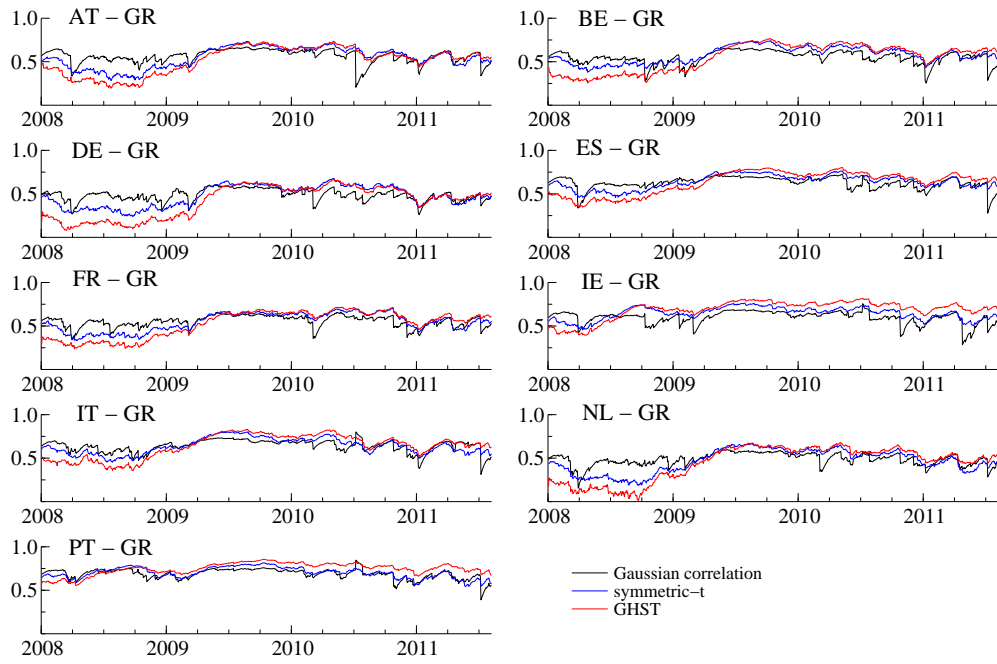 AT – GR
1.0
0.5
2008 2009 2010 2011
BE – GR
1.0
0.5
2008 2009 2010 2011
DE – GR
1.0
0.5
2008 2009 2010 2011
ES – GR
1.0
0.5
2008 2009 2010 2011
FR – GR
1.0
0.5
2008 2009 2010 2011
IE – GR
1.0
0.5
2008 2009 2010 2011
IT – GR
1.0
0.5
2008 2009 2010 2011
NL – GR
1.0
0.5
2008 2009 2010 2011
PT – GR
1.0
0.5
2008 2009 2010 2011
Gaussian correlation
symmetric–t
GHST